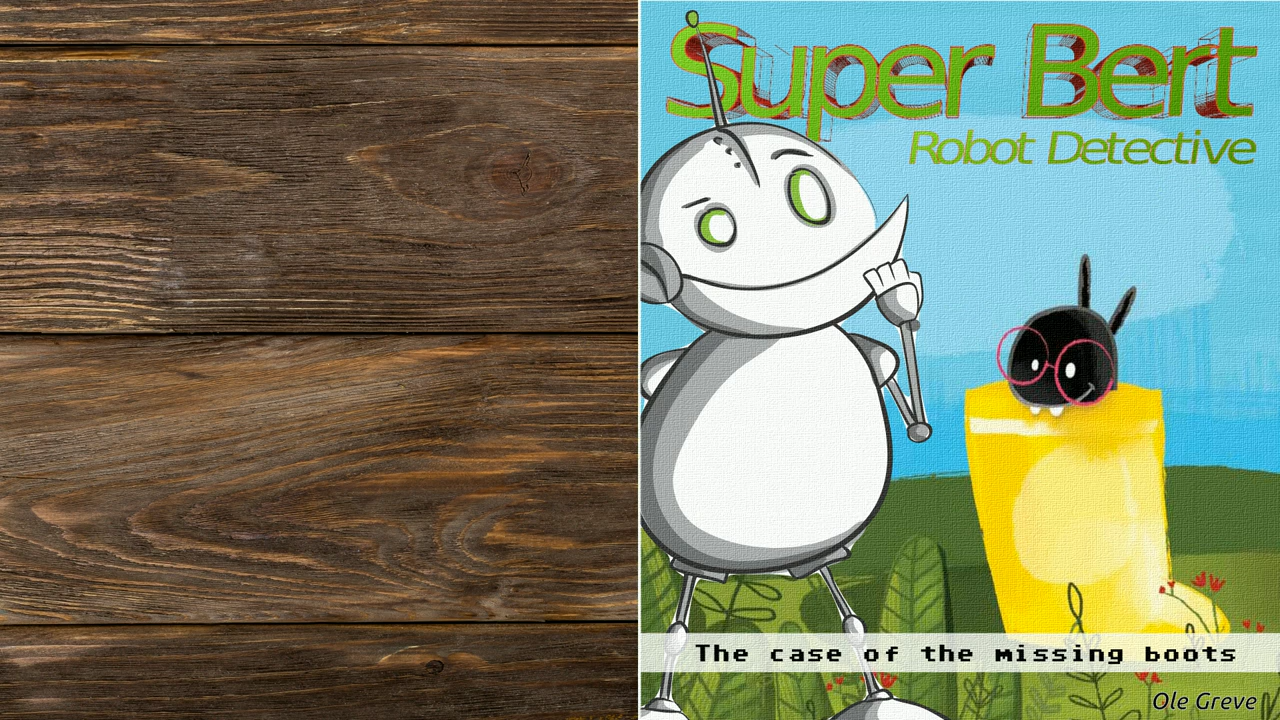 Super Bert
Robot Detective
The case of the missing boots
Ole Greve